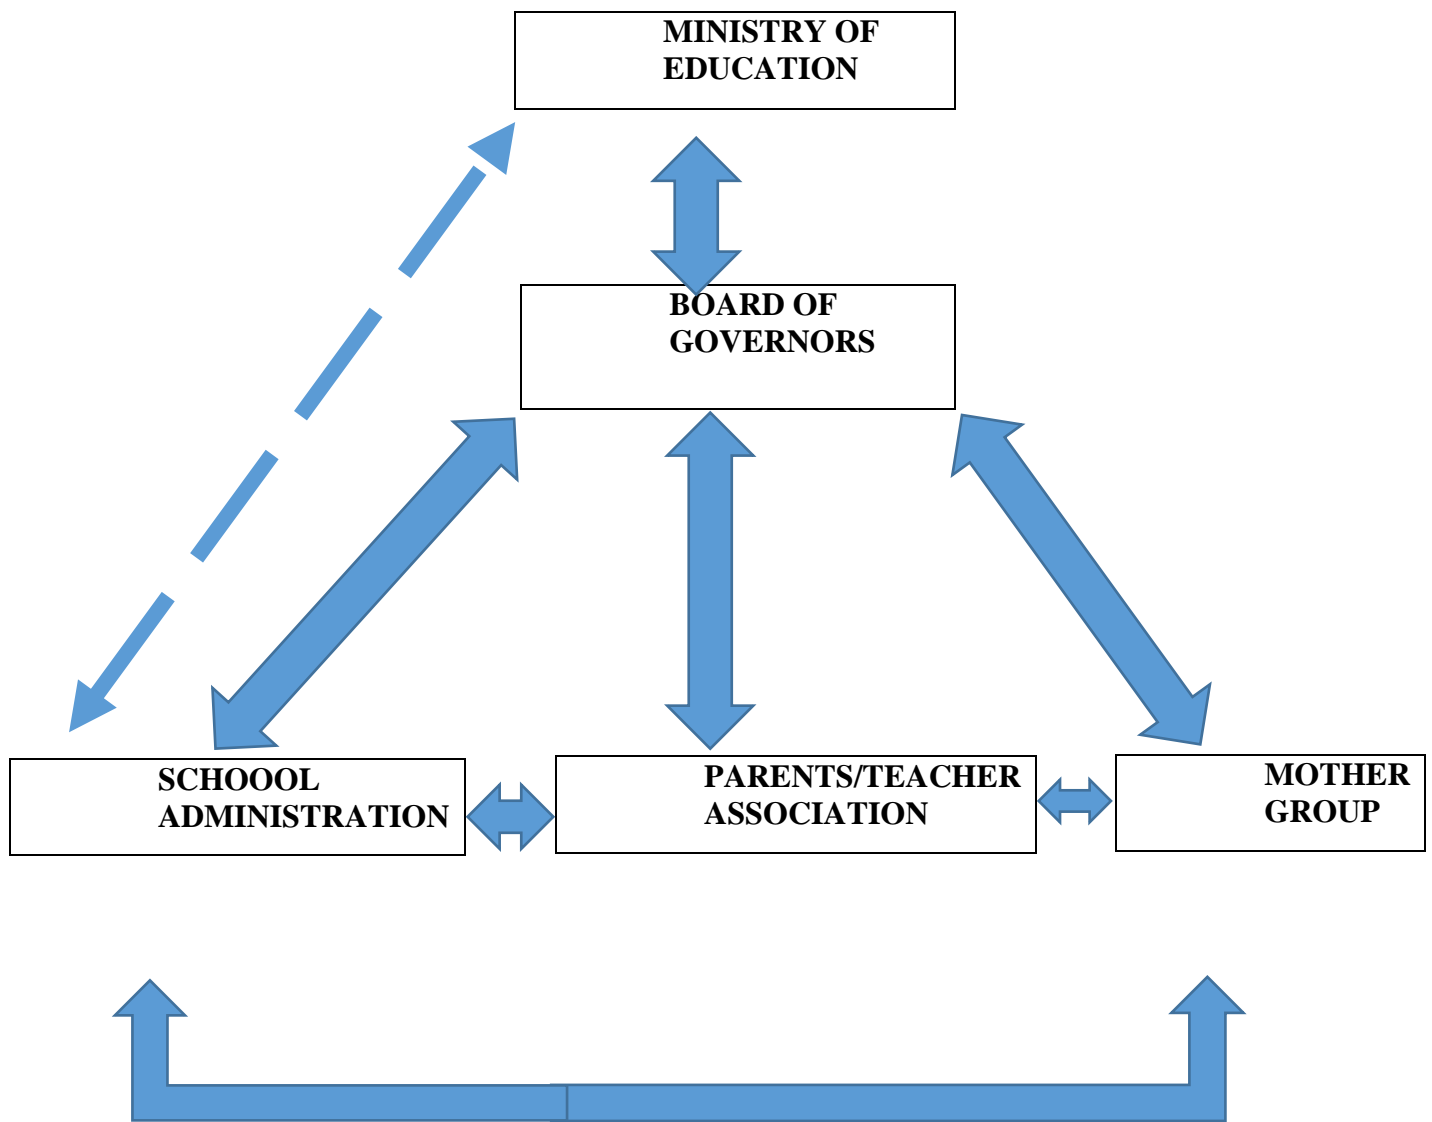 MINISTRY OF
EDUCATION
BOARD OF
GOVERNORS
SCHOOOL
ADMINISTRATION
PARENTS/TEACHER
ASSOCIATION
MOTHER
GROUP